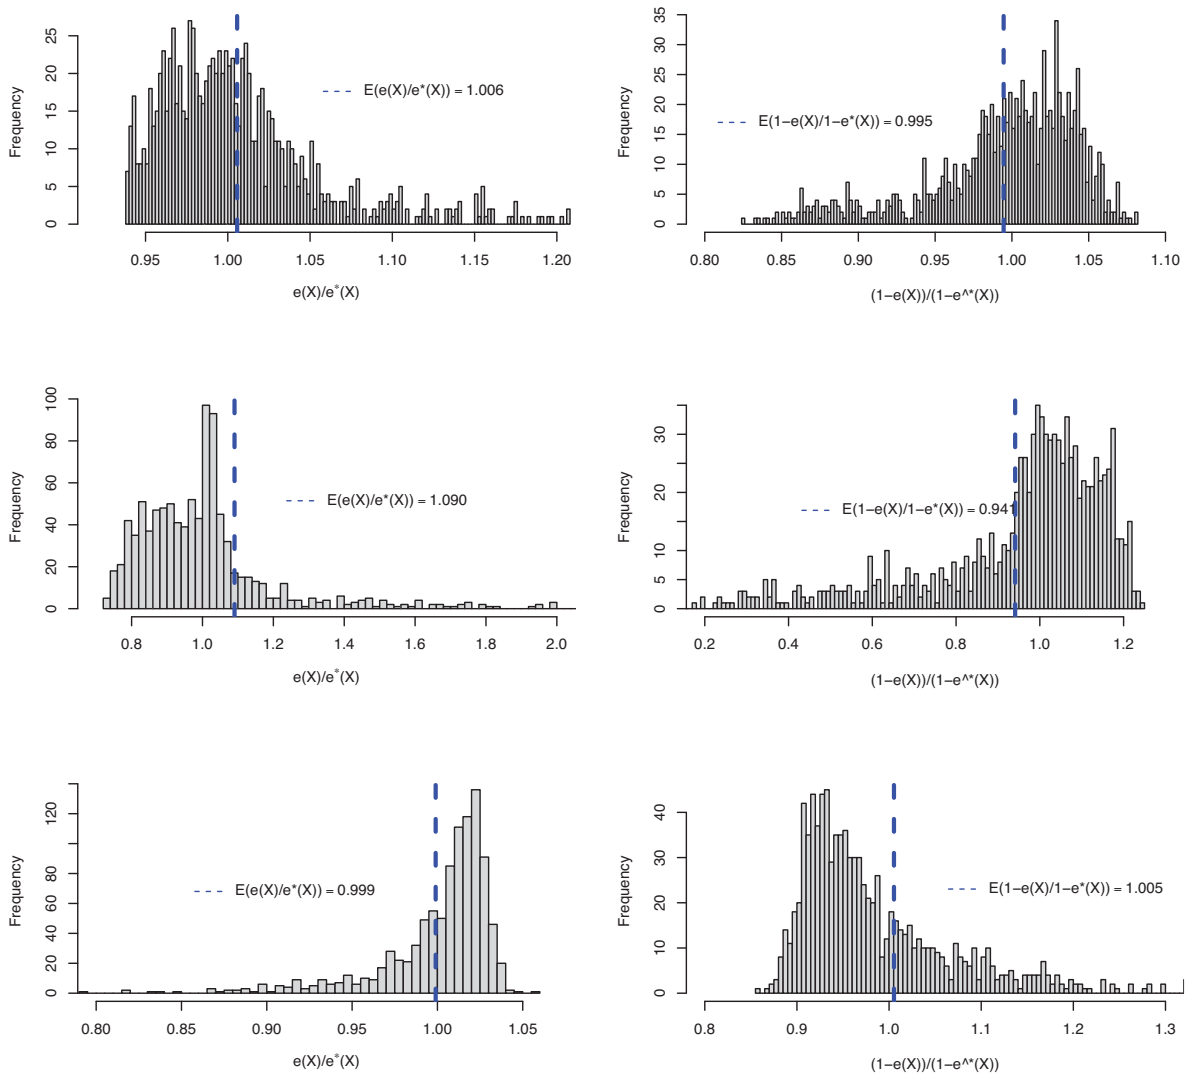 Frequency
0 5 10 15 20 25
E(e(X)/e*(X)) = 1.006
0.95 1.00 1.05 1.10 1.15 1.20
e(X)/e*(X)
Frequency
0 5 10 15 20 25 30 35
E(1−e(X)/1−e*(X)) = 0.995
0.80 0.85 0.90 0.95 1.00 1.05 1.10
(1−e(X))/(1−e^*(X))
Frequency
0 20 40 60 80 100
E(e(X)/e*(X)) = 1.090
0.8 1.0 1.2 1.4 1.6 1.8 2.0
e(X)/e*(X)
Frequency
0 5 10 20 30
E(1−e(X)/1−e*(X)) = 0.941
0.2 0.4 0.6 0.8 1.0 1.2
(1−e(X))/(1−e^*(X))
Frequency
0 20 40 60 80 120
E(e(X)/e*(X)) = 0.999
0.80 0.85 0.90 0.95 1.00 1.05
e(X)/e*(X)
Frequency
0 10 20 30 40
E(1−e(X)/1−e*(X)) = 1.005
0.8 0.9 1.0 1.1 1.2 1.3
(1−e(X))/(1−e^*(X))